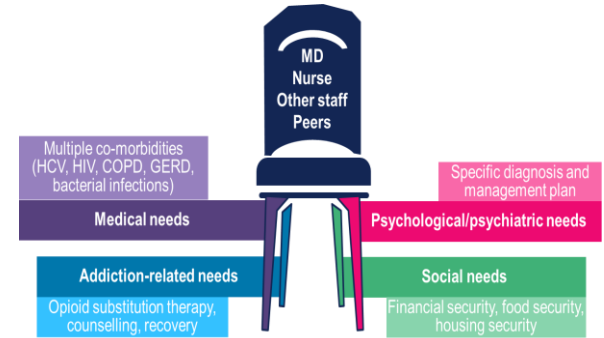 MD
Nurse
Other staff
Peers
Multiple co-morbidities
(HCV, HIV, COPD, GERD,
bacterial infections)
Medical needs
Specific diagnosis and
management plan
Psychological/psychiatric needs
Addiction-related needs
Opioid substitution therapy,
counselling, recovery
Social needs
Financial security, food security,
housing security